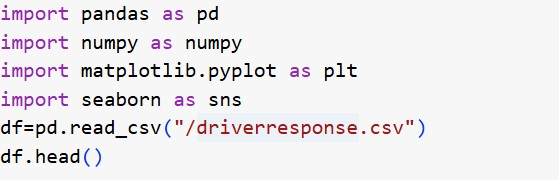 import pandas as pd
import numpy as numpy
import matplotlib.pyplot as plt
import seaborn as sns
df=pd.read_csv("/driverresponse.csv")
df.head()